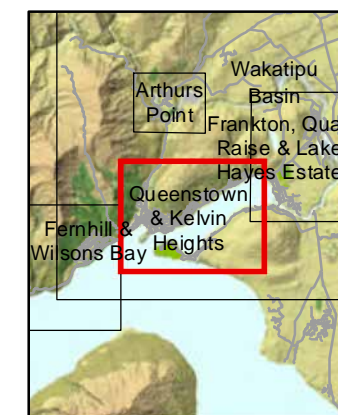 Wakatipu
Basin
Arthurs
Point
Frankton, Qua
Raise & Lake
Hayes Estate
Queenstown
& Kelvin
Heights
Fernhill &
Wilsons Bay